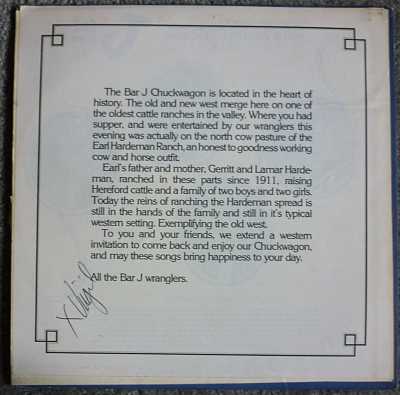 The Bar J Chuckwagon is located in the heart of
history. The old and new west merge here on one of
the oldest cattle ranches in the valley. Where you had
supper, and were entertained by our wranglers this
evening was actually on the north cow pasture of the
Earl Hardeman Ranch, an honest to goodness working
cow and horse outfit.
Earl's father and mother, Gerritt and Lamar Harde-
man, ranched in these parts since 1911, raising
Hereford cattle and a family of two boys and two girls.
Today the reins of ranching the Hardeman spread is
still in the hands of the family and still in it's typical
western setting. Exemplifying the old west.
To you and your friends, we extend a western
invitation to come back and enjoy our Chuckwagon,
and may these songs bring happiness to your day.
All the Bar J wranglers.